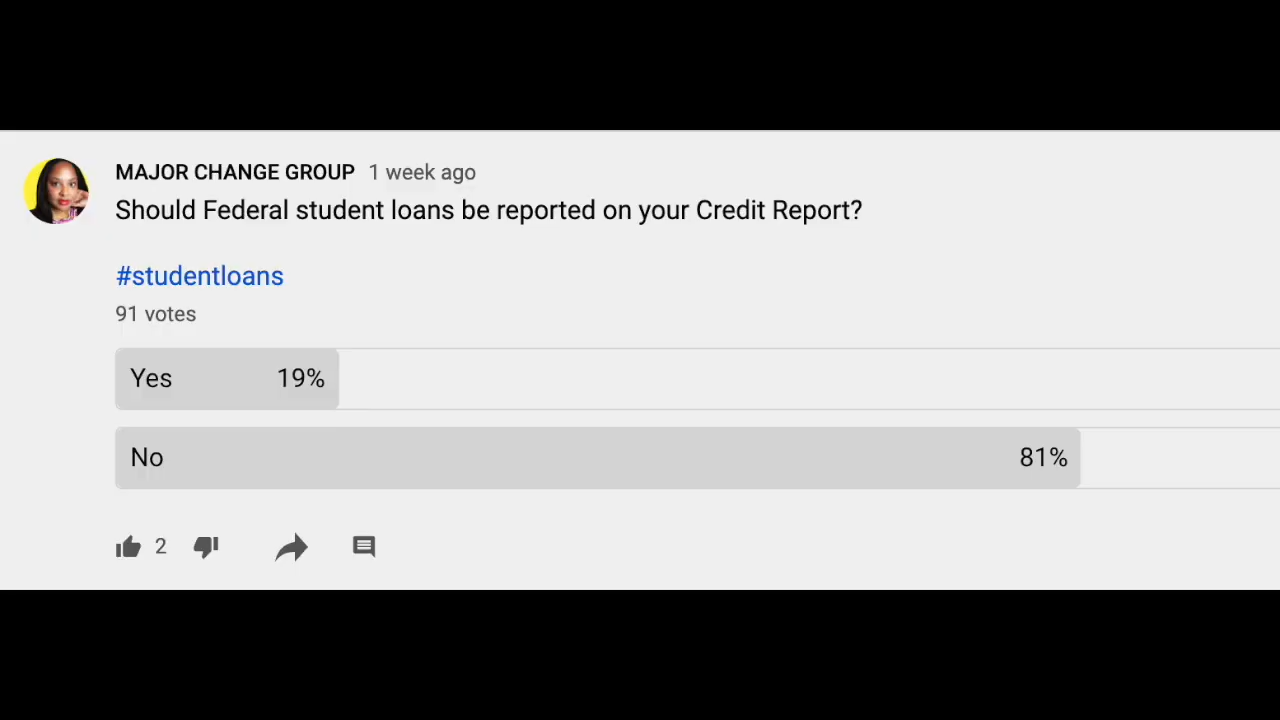 MAJOR CHANGE GROUP 1 week ago
Should Federal student loans be reported on your Credit Report?
#studentloans
91 votes
Yes 19%
No 81%
2